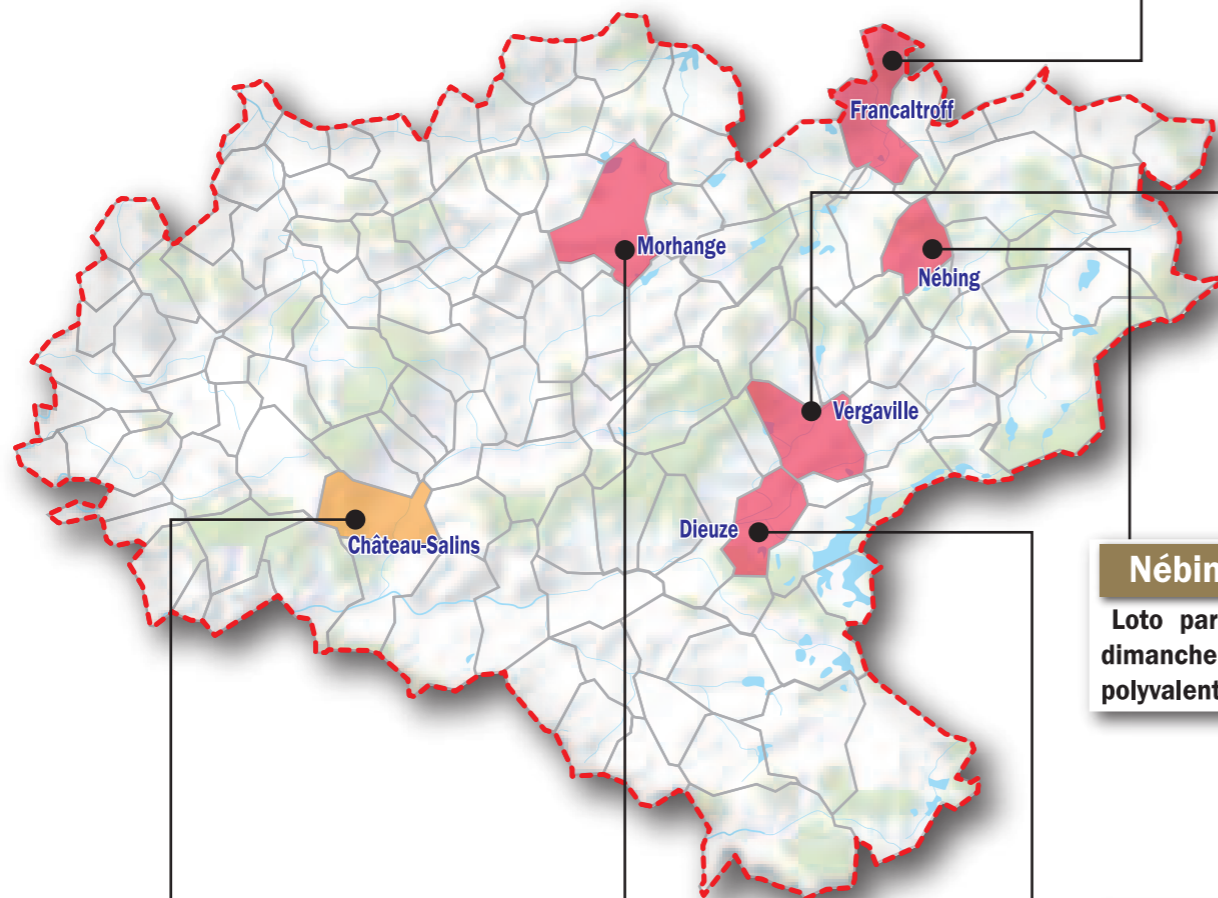 Francaltroff
Morhange
Nébing
Vergaville
Dieuze
Château-Salins
Nébin
Loto par
dimanche
polyvalent